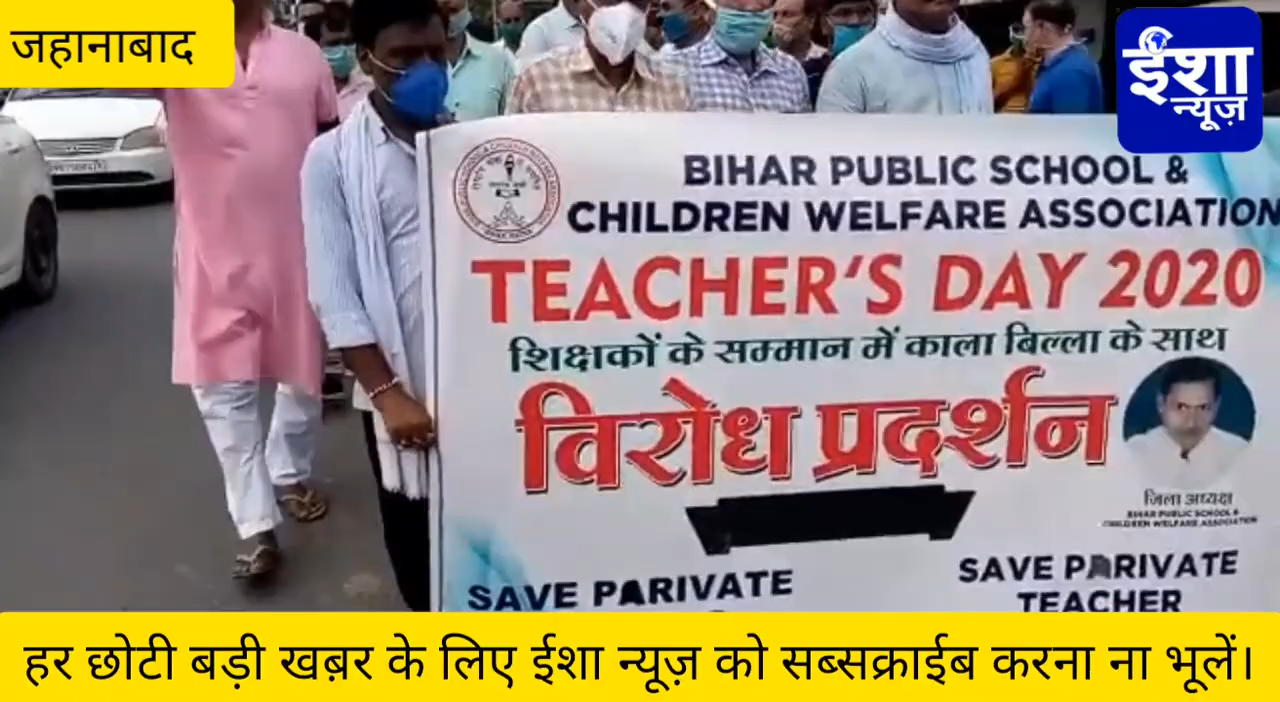 जहानाबाद
ईशा
न्यूज़
BIHAR PUBLIC SCHOOL &
CHILDREN WELFARE ASSOCIATION
TEACHER'S DAY 2020
शिक्षकों के सम्मान में काला बिल्ला के साथ
विरोध प्रदर्शन
जिला अध्यक्ष
BIHAR PUBLIC SCHOOL &
CHILDREN WELFARE ASSOCIATION
SAVE PARIVATE
SAVE PARIVATE
TEACHER
हर छोटी बड़ी खब़र के लिए ईशा न्यूज़ को सब्सक्राईब करना ना भूलें।